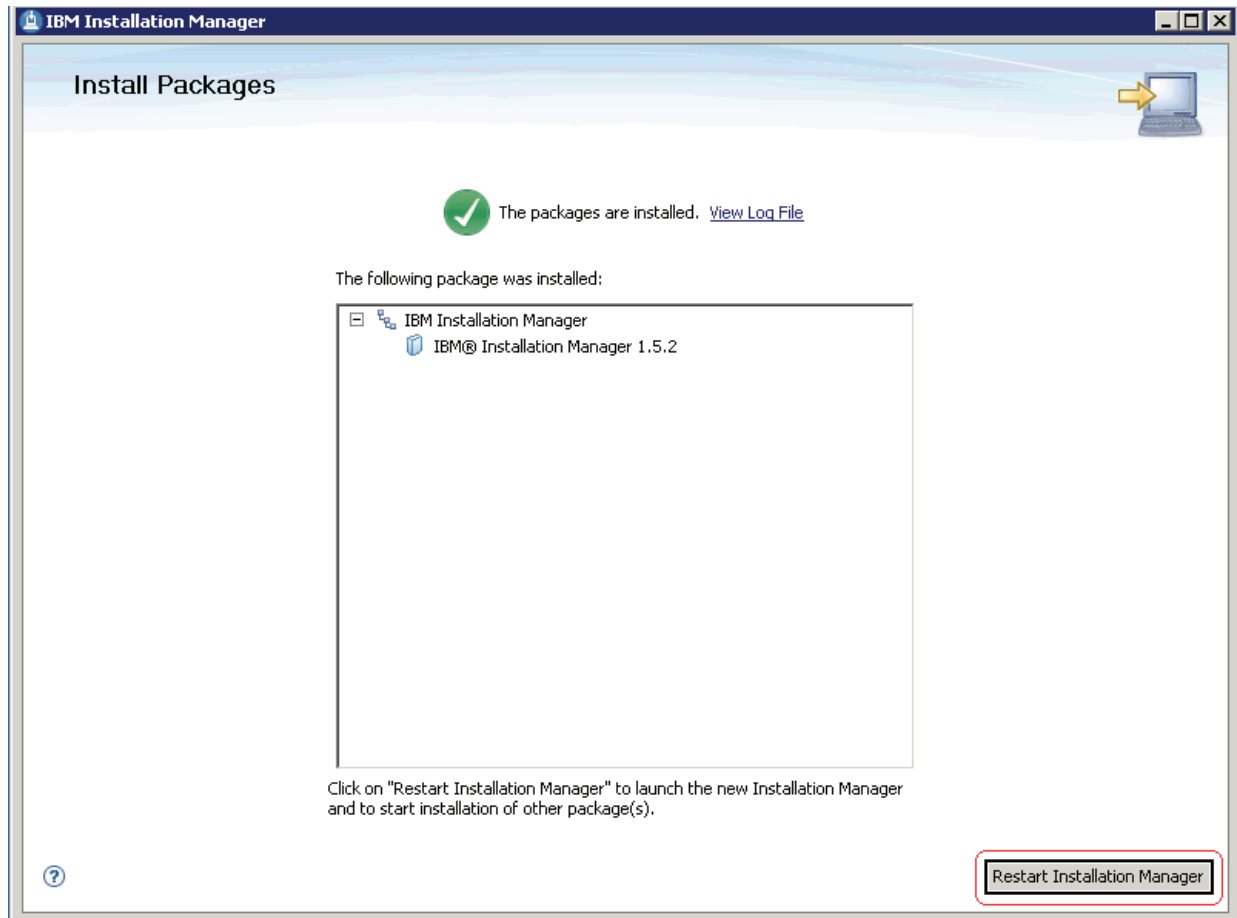 IBM Installation Manager
Install Packages
The packages are installed. View Log File
The following package was installed:
IBM Installation Manager
IBM® Installation Manager 1.5.2
Click on "Restart Installation Manager" to launch the new Installation Manager
and to start installation of other package(s).
?
Restart Installation Manager